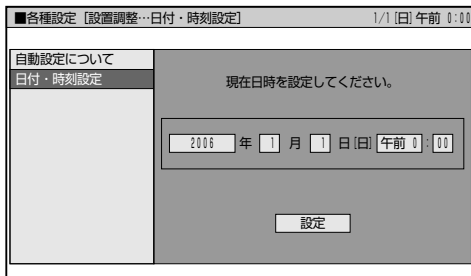 ■各種設定［設置調整…日付・時刻設定］ 1/1 [日] 午前 0:00
自動設定について
日付・時刻設定
現在日時を設定してください。
2006 年 1 月 1 日 [日] 午前 0 : 00
設定